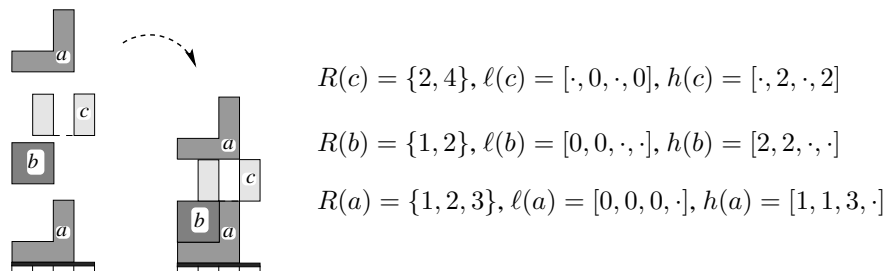 a
c
b
a
a
c
b
a
R(c) = {2, 4}, ℓ(c) = [·, 0, ·, 0], h(c) = [·, 2, ·, 2]
R(b) = {1, 2}, ℓ(b) = [0, 0, ·, ·], h(b) = [2, 2, ·, ·]
R(a) = {1, 2, 3}, ℓ(a) = [0, 0, 0, ·], h(a) = [1, 1, 3, ·]